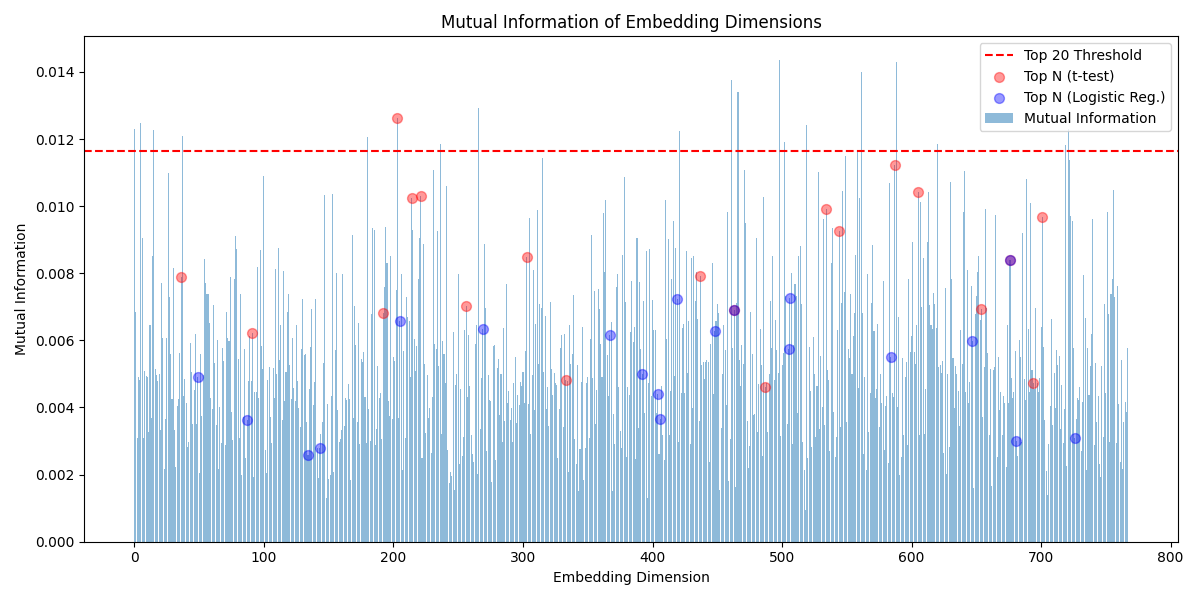 Mutual Information of Embedding Dimensions
Top 20 Threshold
Top N (t-test)
Top N (Logistic Reg.)
Mutual Information
Mutual Information
0.014
0.012
0.010
0.008
0.006
0.004
0.002
0.000
0 100 200 300 400 500 600 700 800
Embedding Dimension